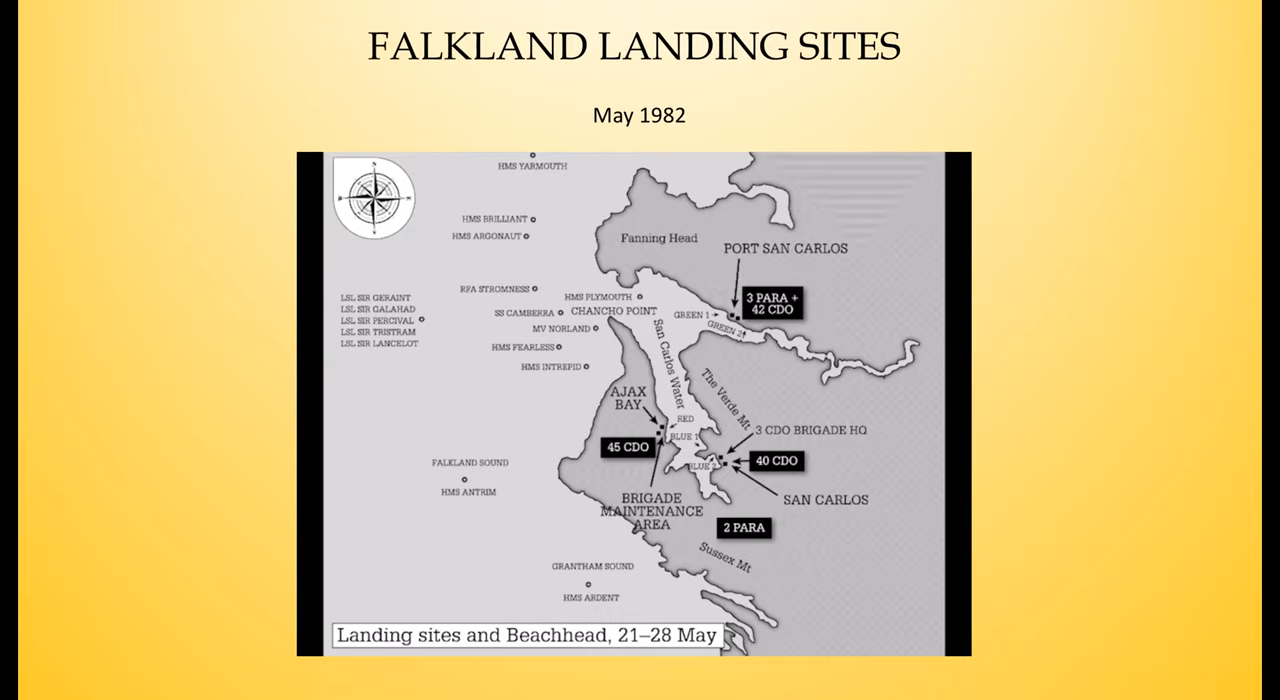 FALKLAND LANDING SITES
May 1982
N
HMS YARMOUTH
HMS BRILLIANT
HMS ARGONAUT
Fanning Head
PORT SAN CARLOS
RFA STROMNESS
HMS PLYMOUTH
3 PARA +
42 CDO
LSL SIR GERAINT
LSL SIR GALAHAD
LSL SIR PERCIVAL
LSL SIR TRISTRAM
LSL SIR LANCELOT
SS CAMBERRA
CHANCHO POINT
GREEN 1
GREEN 2
MV NORLAND
HMS FEARLESS
HMS INTREPID
San Carlos Water
The Verde Mt
AJAX
BAY
RED
BLUE 1
3 CDO BRIGADE HQ
45 CDO
40 CDO
BLUE 2
FALKLAND SOUND
HMS ANTRIM
BRIGADE
MAINTENANCE
AREA
SAN CARLOS
2 PARA
Sussex Mt
GRANTHAM SOUND
HMS ARDENT
Landing sites and Beachhead, 21–28 May